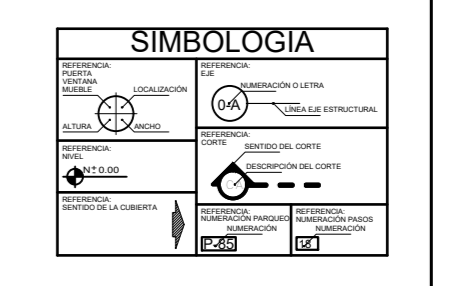 SIMBOLOGIA
REFERENCIA:
PUERTA
VENTANA
MUEBLE
LOCALIZACIÓN
ALTURA
ANCHO
REFERENCIA:
EJE
NUMERACIÓN O LETRA
0-A
LÍNEA EJE ESTRUCTURAL
REFERENCIA:
NIVEL
N± 0.00
REFERENCIA:
CORTE
SENTIDO DEL CORTE
DESCRIPCIÓN DEL CORTE
REFERENCIA:
SENTIDO DE LA CUBIERTA
REFERENCIA:
NUMERACIÓN PARQUEO
NUMERACIÓN
P-85
REFERENCIA:
NUMERACIÓN PASOS
NUMERACIÓN
18